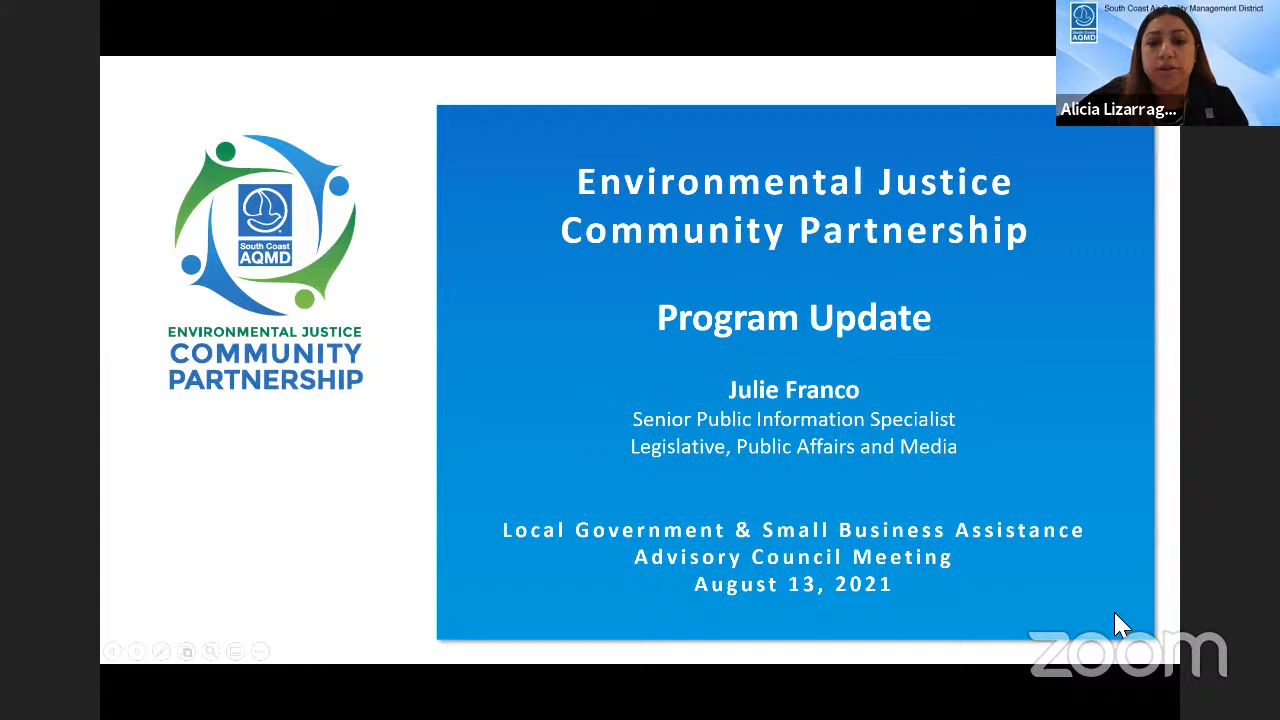 South Coast Air Quality Management District
South Coast
AQMD
Alicia Lizarrag...
South Coast
AQMD
ENVIRONMENTAL JUSTICE
COMMUNITY
PARTNERSHIP
Environmental Justice
Community Partnership
Program Update
Julie Franco
Senior Public Information Specialist
Legislative, Public Affairs and Media
Local Government & Small Business Assistance
Advisory Council Meeting
August 13, 2021
zoom